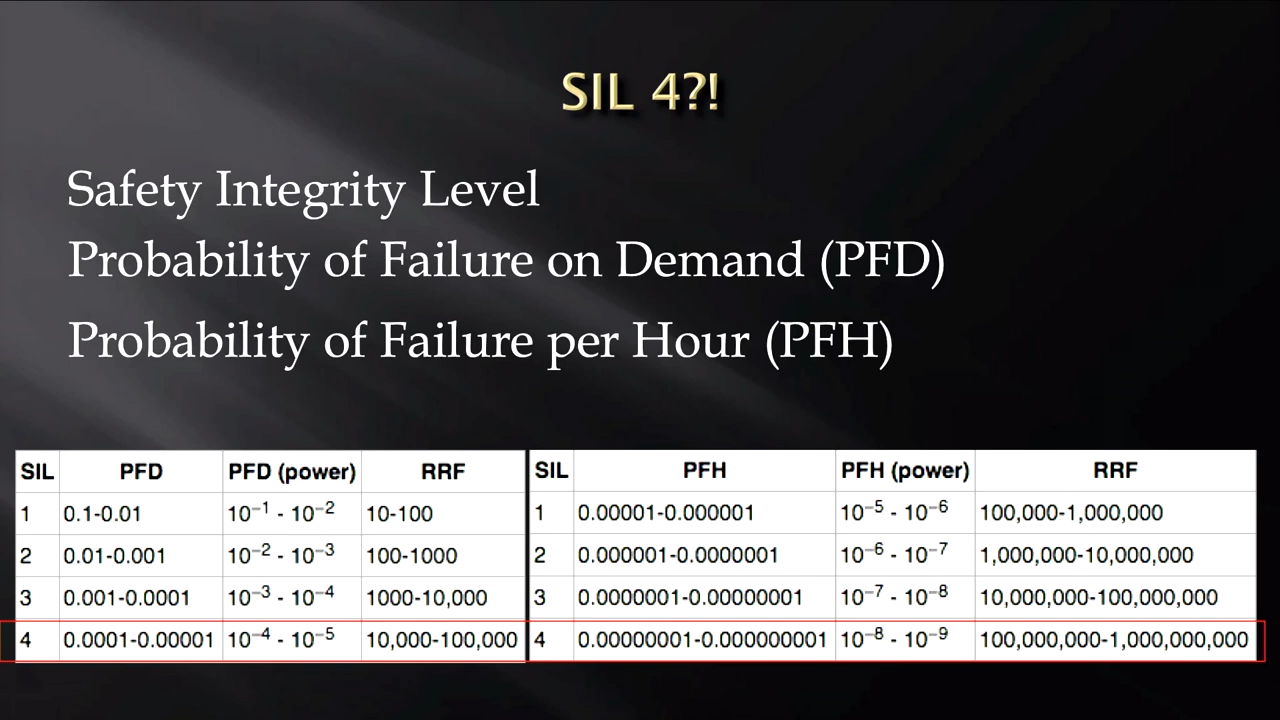 SIL 4?!
Safety Integrity Level
Probability of Failure on Demand (PFD)
Probability of Failure per Hour (PFH)
SIL PFD PFD (power) RRF
1 0.1-0.01 10⁻¹ - 10⁻² 10-100
2 0.01-0.001 10⁻² - 10⁻³ 100-1000
3 0.001-0.0001 10⁻³ - 10⁻⁴ 1000-10,000
4 0.0001-0.00001 10⁻⁴ - 10⁻⁵ 10,000-100,000
SIL PFH PFH (power) RRF
1 0.00001-0.000001 10⁻⁵ - 10⁻⁶ 100,000-1,000,000
2 0.000001-0.0000001 10⁻⁶ - 10⁻⁷ 1,000,000-10,000,000
3 0.0000001-0.00000001 10⁻⁷ - 10⁻⁸ 10,000,000-100,000,000
4 0.00000001-0.000000001 10⁻⁸ - 10⁻⁹ 100,000,000-1,000,000,000